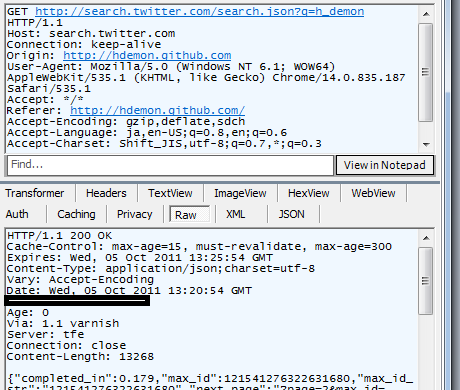 GET http://search.twitter.com/search.json?q=h_demon
HTTP/1.1
Host: search.twitter.com
Connection: keep-alive
Origin: http://hdemon.github.com
User-Agent: Mozilla/5.0 (Windows NT 6.1; WOW64)
AppleWebKit/535.1 (KHTML, like Gecko) Chrome/14.0.835.187
Safari/535.1
Accept: */*
Referer: http://hdemon.github.com/
Accept-Encoding: gzip,deflate,sdch
Accept-Language: ja,en-US;q=0.8,en;q=0.6
Accept-Charset: Shift_JIS,utf-8;q=0.7,*;q=0.3
Find... View in Notepad
Transformer Headers TextView ImageView HexView WebView
Auth Caching Privacy Raw XML JSON
HTTP/1.1 200 OK
Cache-Control: max-age=15, must-revalidate, max-age=300
Expires: Wed, 05 Oct 2011 13:25:54 GMT
Content-Type: application/json;charset=utf-8
Vary: Accept-Encoding
Date: Wed, 05 Oct 2011 13:20:54 GMT
Age: 0
Via: 1.1 varnish
Server: tfe
Connection: close
Content-Length: 13268
{"completed_in":0.179,"max_id":121541276322631680,"max_id_
str":"121541276322631680","next_page":"?page=2&max_id=